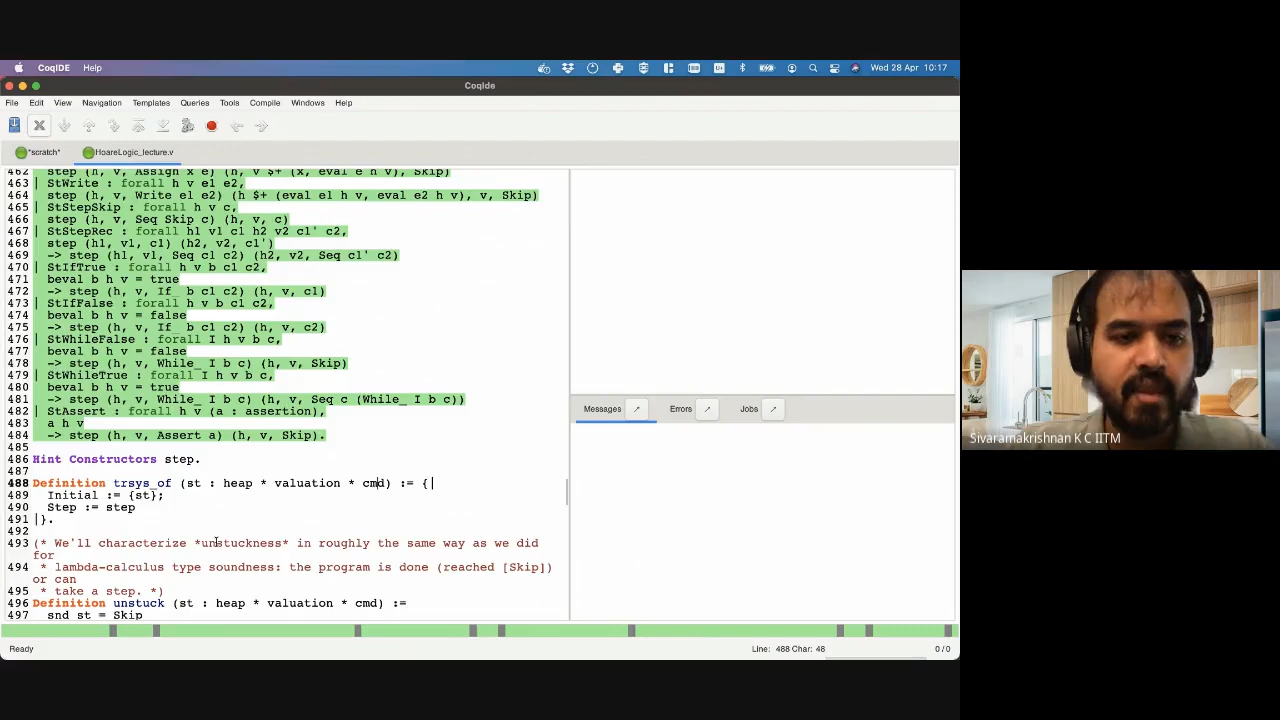 CoqIDE Help Wed 28 Apr 10:17
CoqIde
File Edit View Navigation Templates Queries Tools Compile Windows Help
*scratch* HoareLogic_lecture.v
462 step (h, v, Assign x e) (h, v $+ (x, eval e h v), Skip)
463 | StWrite : forall h v e1 e2,
464 step (h, v, Write e1 e2) (h $+ (eval e1 h v, eval e2 h v), v, Skip)
465 | StStepSkip : forall h v c,
466 step (h, v, Seq Skip c) (h, v, c)
467 | StStepRec : forall h1 v1 c1 h2 v2 c1' c2,
468 step (h1, v1, c1) (h2, v2, c1')
469 -> step (h1, v1, Seq c1 c2) (h2, v2, Seq c1' c2)
470 | StIfTrue : forall h v b c1 c2,
471 beval b h v = true
472 -> step (h, v, If_ b c1 c2) (h, v, c1)
473 | StIfFalse : forall h v b c1 c2,
474 beval b h v = false
475 -> step (h, v, If_ b c1 c2) (h, v, c2)
476 | StWhileFalse : forall I h v b c,
477 beval b h v = false
478 -> step (h, v, While_ I b c) (h, v, Skip)
479 | StWhileTrue : forall I h v b c,
480 beval b h v = true
481 -> step (h, v, While_ I b c) (h, v, Seq c (While_ I b c))
482 | StAssert : forall h v (a : assertion),
483 a h v
484 -> step (h, v, Assert a) (h, v, Skip).
485
486 Hint Constructors step.
487
488 Definition trsys_of (st : heap * valuation * cmd) := {|
489 Initial := {st};
490 Step := step
491 |}.
492
493 (* We'll characterize *unstuckness* in roughly the same way as we did
for
494 * lambda-calculus type soundness: the program is done (reached [Skip])
or can
495 * take a step. *)
496 Definition unstuck (st : heap * valuation * cmd) :=
497 snd st = Skip
Messages Errors Jobs
Ready Line: 488 Char: 48 0 / 0
Sivaramakrishnan K C IITM